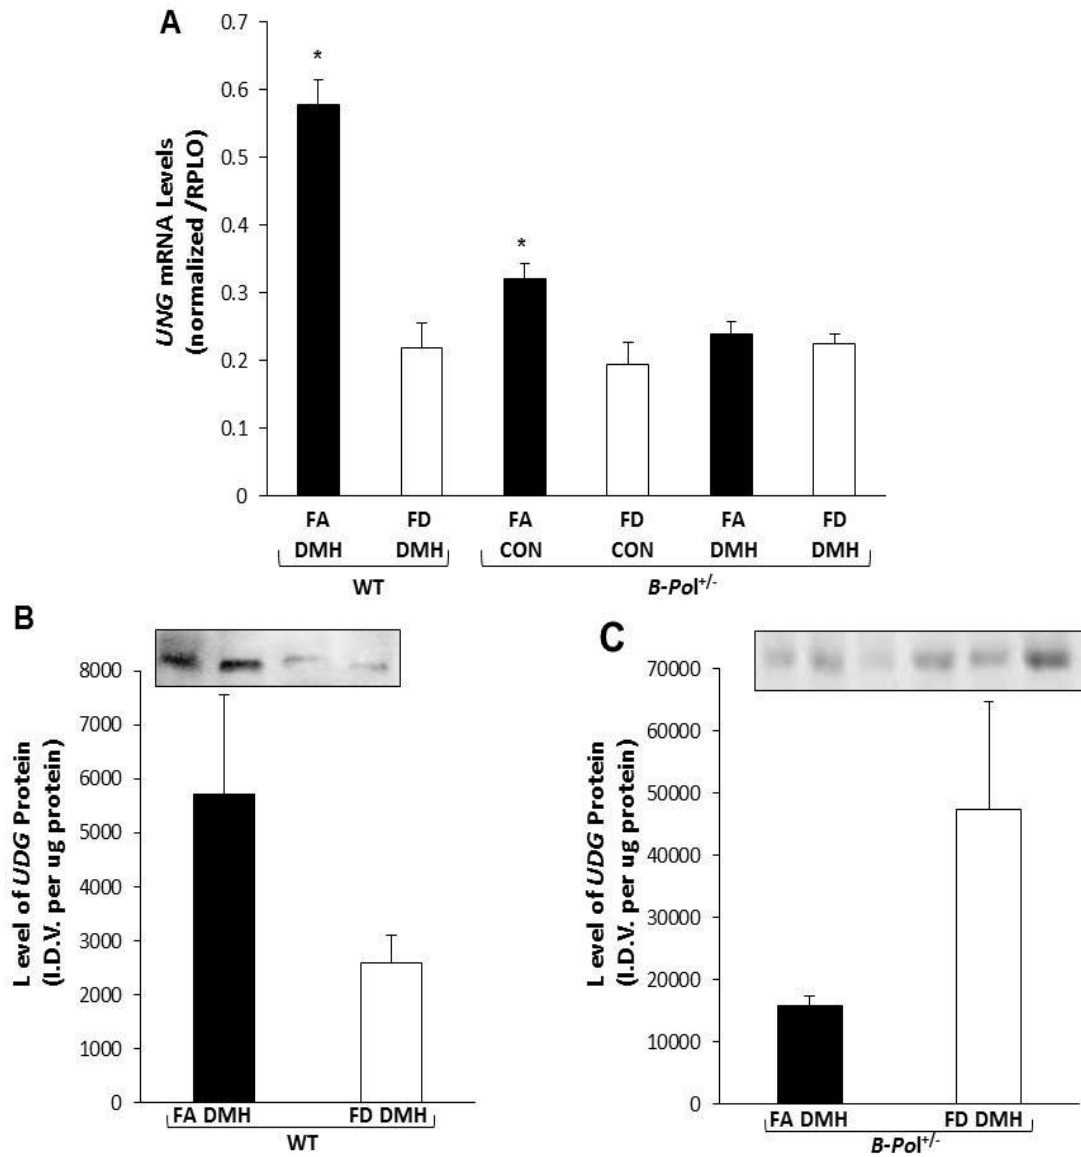 A
UNG mRNA Levels
(normalized /RPLO)
0.7
0.6
0.5
0.4
0.3
0.2
0.1
0
*
*
FA FD FA FD FA FD
DMH DMH CON CON DMH DMH
WT B-Pol+/-
B
L evel of UDG Protein
(I.D.V. per ug protein)
8000
7000
6000
5000
4000
3000
2000
1000
0
FA DMH FD DMH
WT
C
L evel of UDG Protein
(I.D.V. per ug protein)
70000
60000
50000
40000
30000
20000
10000
0
FA DMH FD DMH
B-Pol+/-